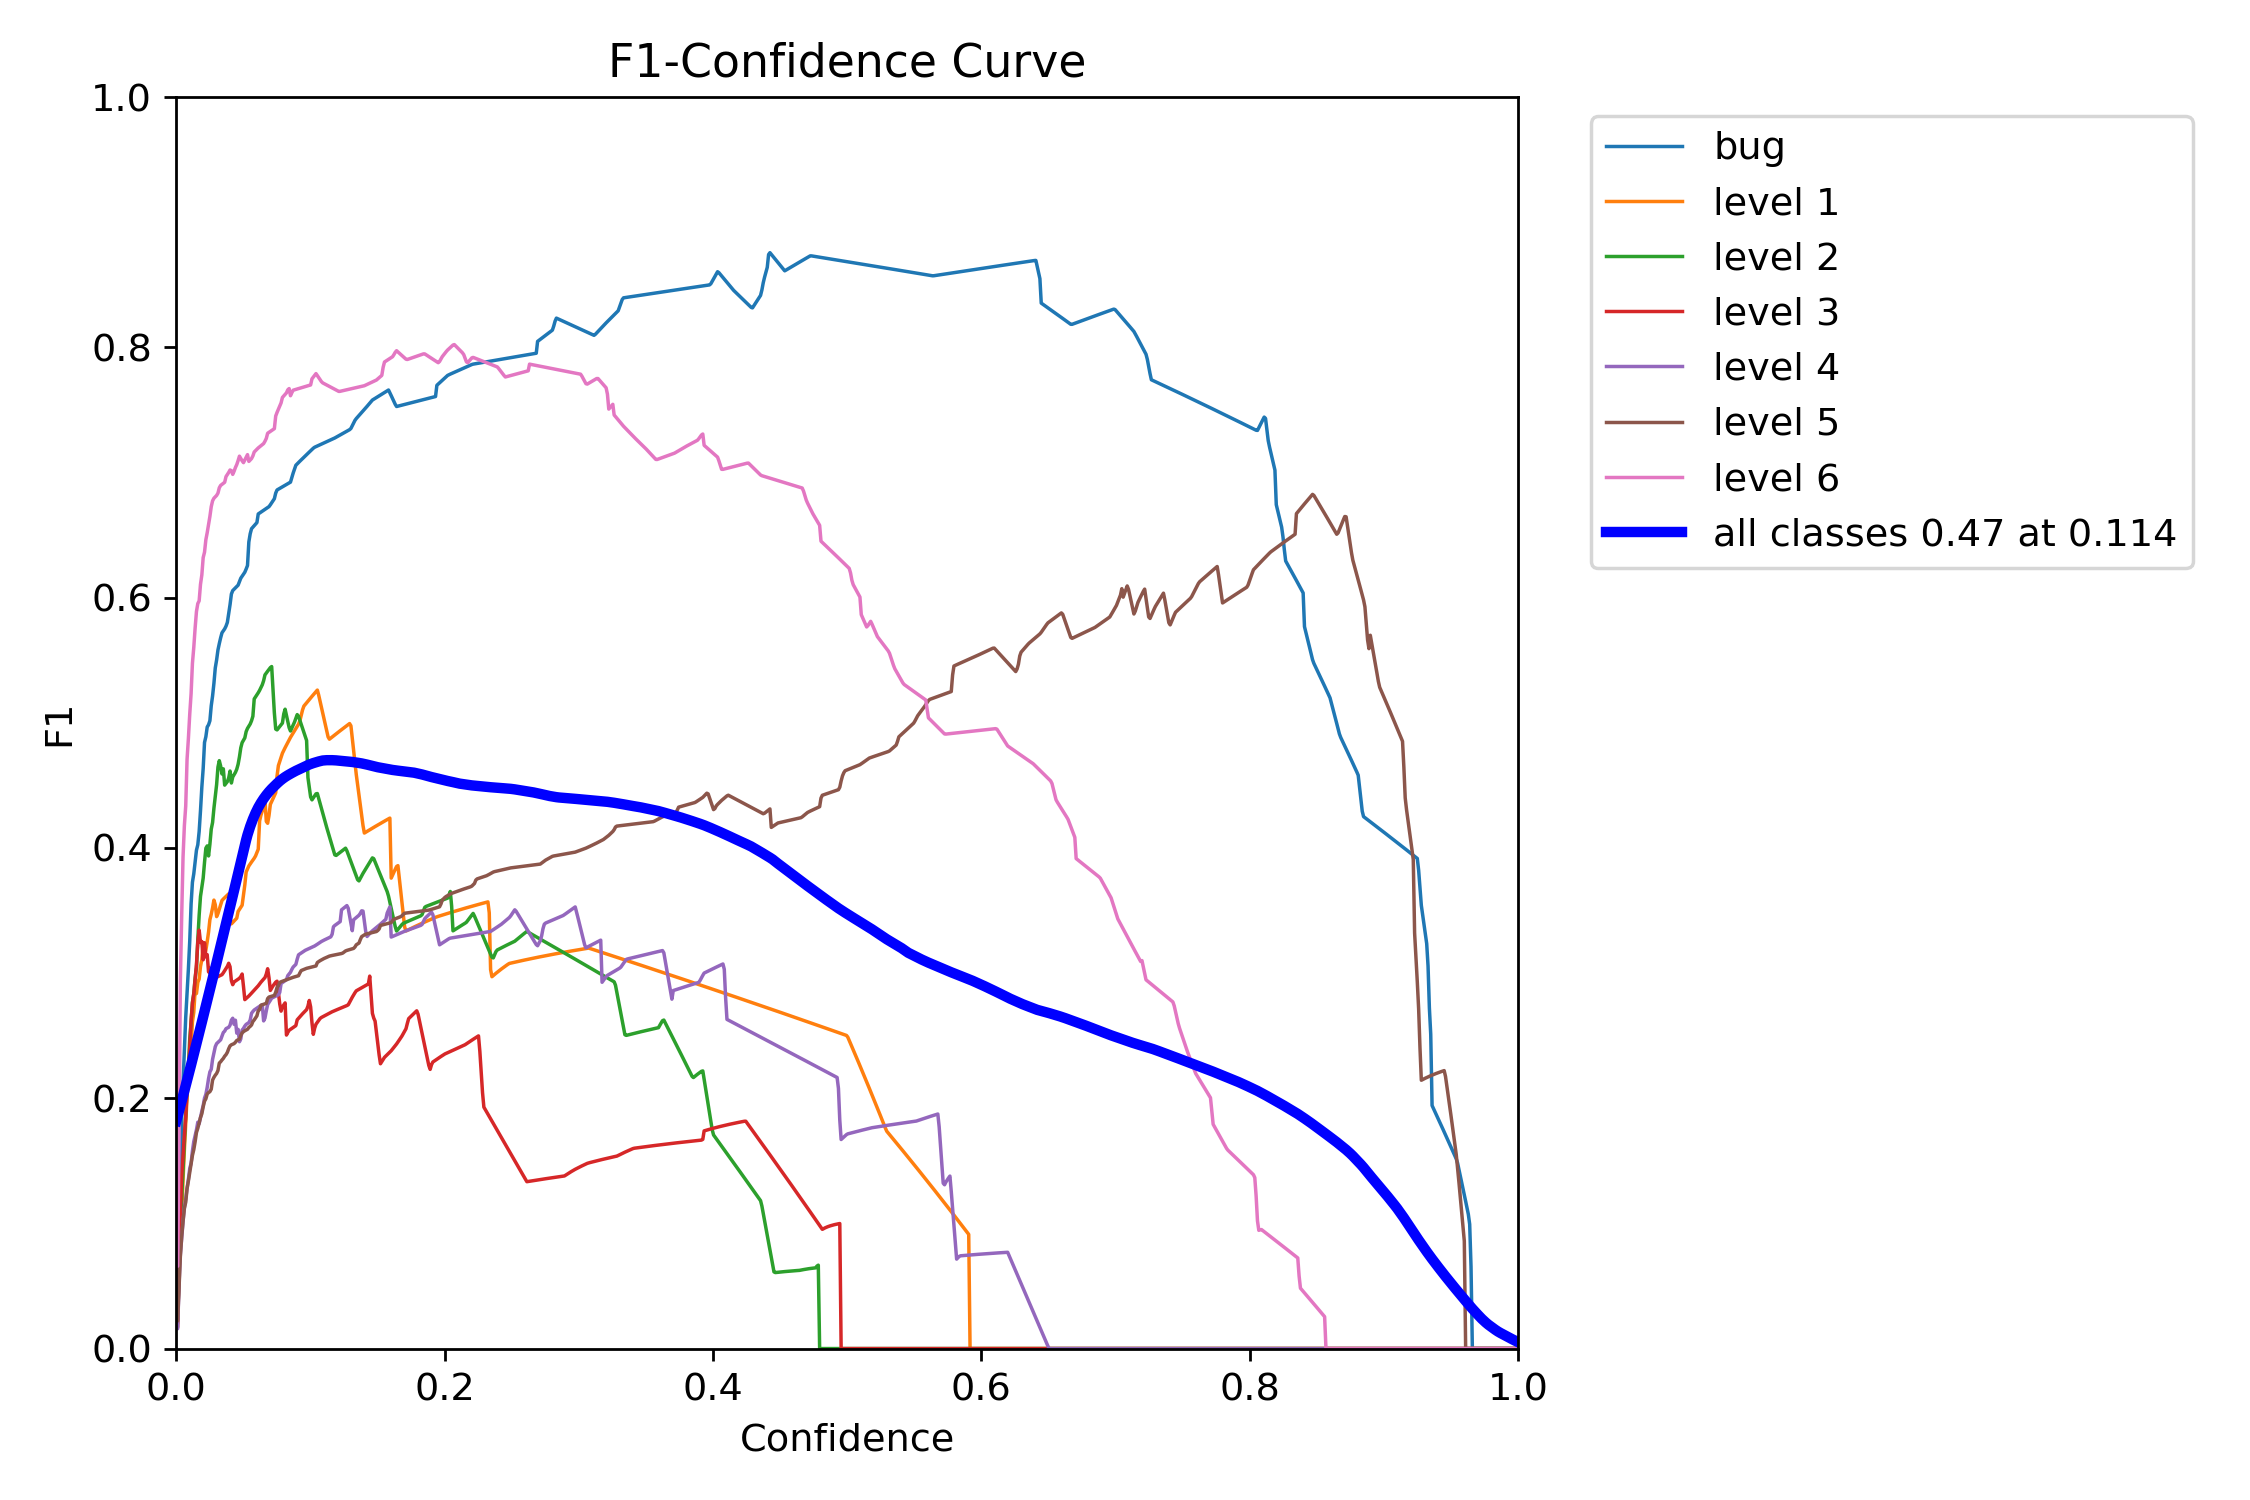 F1-Confidence Curve
1.0
0.8
0.6
0.4
0.2
0.0
F1
0.0 0.2 0.4 0.6 0.8 1.0
Confidence
bug
level 1
level 2
level 3
level 4
level 5
level 6
all classes 0.47 at 0.114